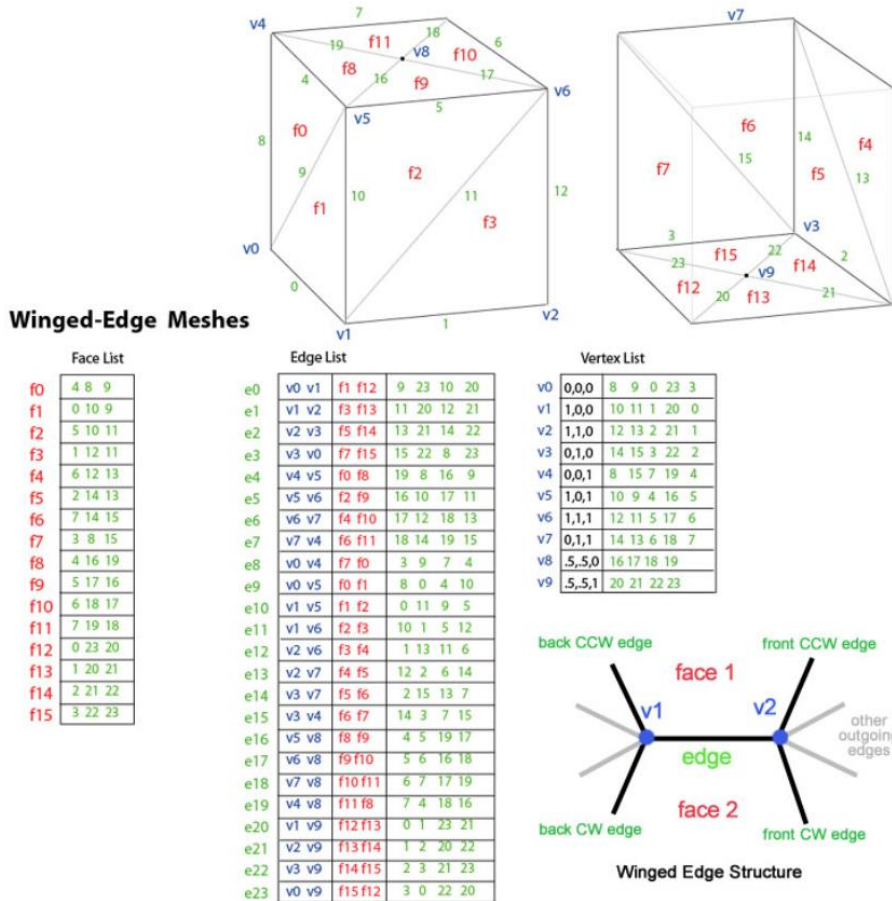 7
v4
18
19
f11
v8
6
f8
f10
16
f9
17
4
v6
v5
5
f0
8
9
f2
10
11
12
f1
f3
v0
0
v1
1
v2
v7
f6
14
f4
15
f5
13
f7
v3
3
22
2
f15
23
f14
v9
f12
20
f13
21
Winged-Edge Meshes
Face List
f0 4 8 9
f1 0 10 9
f2 5 10 11
f3 1 12 11
f4 6 12 13
f5 2 14 13
f6 7 14 15
f7 3 8 15
f8 4 16 19
f9 5 17 16
f10 6 18 17
f11 7 19 18
f12 0 23 20
f13 1 20 21
f14 2 21 22
f15 3 22 23
Edge List
e0 v0 v1 f1 f12 9 23 10 20
e1 v1 v2 f3 f13 11 20 12 21
e2 v2 v3 f5 f14 13 21 14 22
e3 v3 v0 f7 f15 15 22 8 23
e4 v4 v5 f0 f8 19 8 16 9
e5 v5 v6 f2 f9 16 10 17 11
e6 v6 v7 f4 f10 17 12 18 13
e7 v7 v4 f6 f11 18 14 19 15
e8 v0 v4 f7 f0 3 9 7 4
e9 v0 v5 f0 f1 8 0 4 10
e10 v1 v5 f1 f2 0 11 9 5
e11 v1 v6 f2 f3 10 1 5 12
e12 v2 v6 f3 f4 1 13 11 6
e13 v2 v7 f4 f5 12 2 6 14
e14 v3 v7 f5 f6 2 15 13 7
e15 v3 v4 f6 f7 14 3 7 15
e16 v5 v8 f8 f9 4 5 19 17
e17 v6 v8 f9 f10 5 6 16 18
e18 v7 v8 f10 f11 6 7 17 19
e19 v4 v8 f11 f8 7 4 18 16
e20 v1 v9 f12 f13 0 1 23 21
e21 v2 v9 f13 f14 1 2 20 22
e22 v3 v9 f14 f15 2 3 21 23
e23 v0 v9 f15 f12 3 0 22 20
Vertex List
v0 0,0,0 8 9 0 23 3
v1 1,0,0 10 11 1 20 0
v2 1,1,0 12 13 2 21 1
v3 0,1,0 14 15 3 22 2
v4 0,0,1 8 15 7 19 4
v5 1,0,1 10 9 4 16 5
v6 1,1,1 12 11 5 17 6
v7 0,1,1 14 13 6 18 7
v8 .5,.5,0 16 17 18 19
v9 .5,.5,1 20 21 22 23
back CCW edge
front CCW edge
face 1
v1
v2
other
outgoing
edges
edge
face 2
back CW edge
front CW edge
Winged Edge Structure